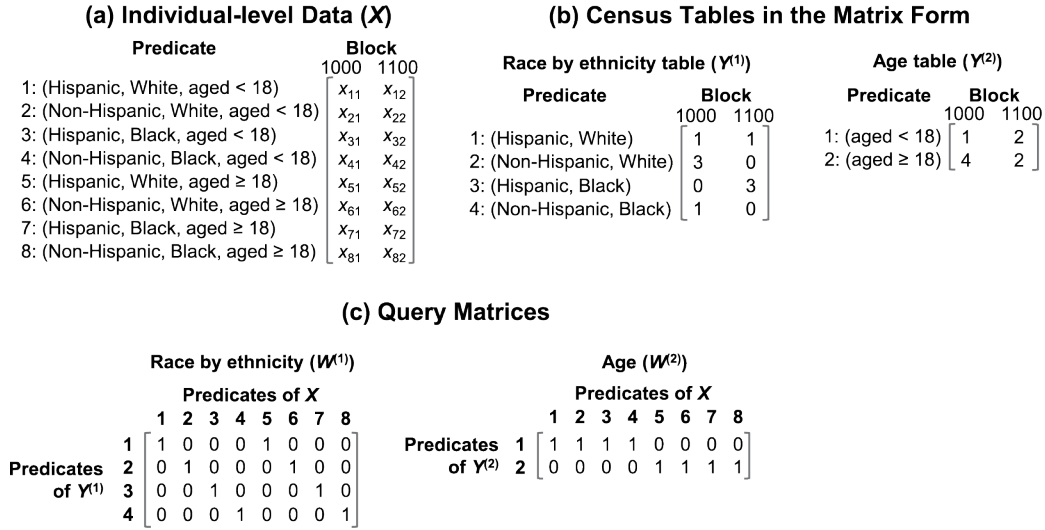 (a) Individual-level Data (X)
Predicate Block
1000 1100
1: (Hispanic, White, aged < 18) x11 x12
2: (Non-Hispanic, White, aged < 18) x21 x22
3: (Hispanic, Black, aged < 18) x31 x32
4: (Non-Hispanic, Black, aged < 18) x41 x42
5: (Hispanic, White, aged ≥ 18) x51 x52
6: (Non-Hispanic, White, aged ≥ 18) x61 x62
7: (Hispanic, Black, aged ≥ 18) x71 x72
8: (Non-Hispanic, Black, aged ≥ 18) x81 x82
(b) Census Tables in the Matrix Form
Race by ethnicity table (Y(1))
Predicate Block
1000 1100
1: (Hispanic, White) 1 1
2: (Non-Hispanic, White) 3 0
3: (Hispanic, Black) 0 3
4: (Non-Hispanic, Black) 1 0
Age table (Y(2))
Predicate Block
1000 1100
1: (aged < 18) 1 2
2: (aged ≥ 18) 4 2
(c) Query Matrices
Race by ethnicity (W(1))
Predicates of X
1 2 3 4 5 6 7 8
1 1 0 0 0 1 0 0 0
Predicates 2 0 1 0 0 0 1 0 0
of Y(1) 3 0 0 1 0 0 0 1 0
4 0 0 0 1 0 0 0 1
Age (W(2))
Predicates of X
1 2 3 4 5 6 7 8
Predicates 1 1 1 1 1 0 0 0 0
of Y(2) 2 0 0 0 0 1 1 1 1